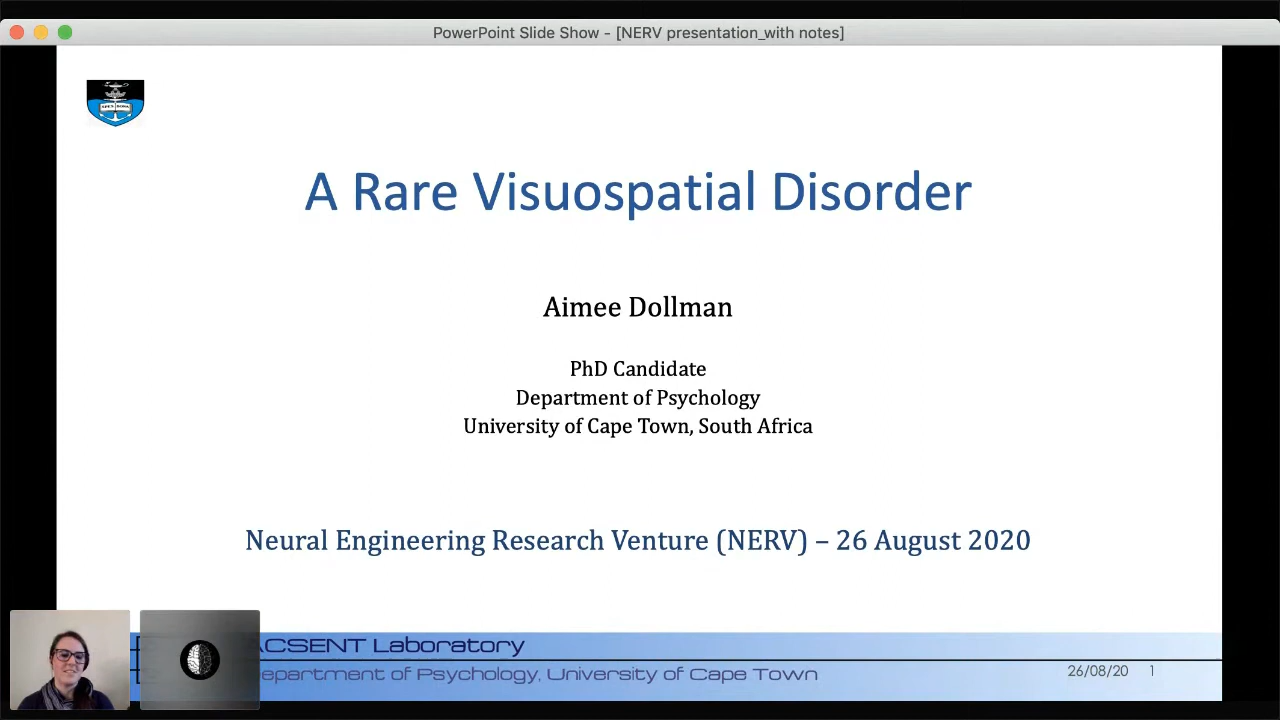 PowerPoint Slide Show - [NERV presentation_with notes]
A Rare Visuospatial Disorder
Aimee Dollman
PhD Candidate
Department of Psychology
University of Cape Town, South Africa
Neural Engineering Research Venture (NERV) – 26 August 2020
ACSENT Laboratory
epartment of Psychology, University of Cape Town
26/08/20 1